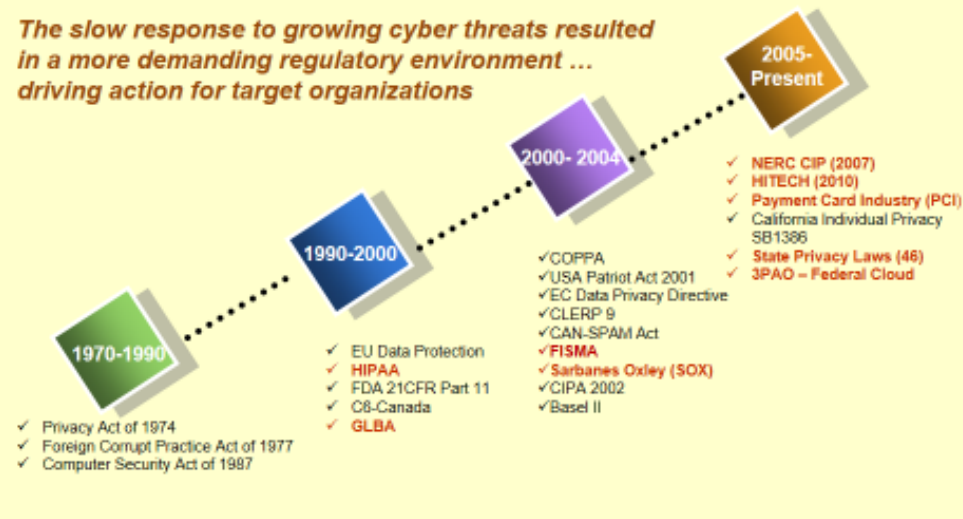 The slow response to growing cyber threats resulted
in a more demanding regulatory environment ...
driving action for target organizations
1970-1990
✓ Privacy Act of 1974
✓ Foreign Corrupt Practice Act of 1977
✓ Computer Security Act of 1987
1990-2000
✓ EU Data Protection
✓ HIPAA
✓ FDA 21CFR Part 11
✓ C6-Canada
✓ GLBA
2000- 2004
✓COPPA
✓USA Patriot Act 2001
✓EC Data Privacy Directive
✓CLERP 9
✓CAN-SPAM Act
✓FISMA
✓Sarbanes Oxley (SOX)
✓CIPA 2002
✓Basel II
2005-
Present
✓ NERC CIP (2007)
✓ HITECH (2010)
✓ Payment Card Industry (PCI)
✓ California Individual Privacy
SB1386
✓ State Privacy Laws (46)
✓ 3PAO – Federal Cloud